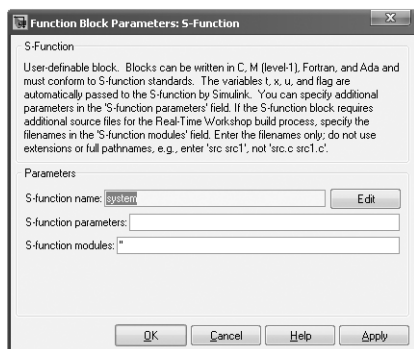 Function Block Parameters: S-Function
S-Function
User-definable block. Blocks can be written in C, M (level-1), Fortran, and Ada and
must conform to S-function standards. The variables t, x, u, and flag are
automatically passed to the S-function by Simulink. You can specify additional
parameters in the 'S-function parameters' field. If the S-function block requires
additional source files for the Real-Time Workshop build process, specify the
filenames in the 'S-function modules' field. Enter the filenames only; do not use
extensions or full pathnames, e.g., enter 'src src1', not 'src.c src1.c'.
Parameters
S-function name: system Edit
S-function parameters:
S-function modules: ''
OK Cancel Help Apply